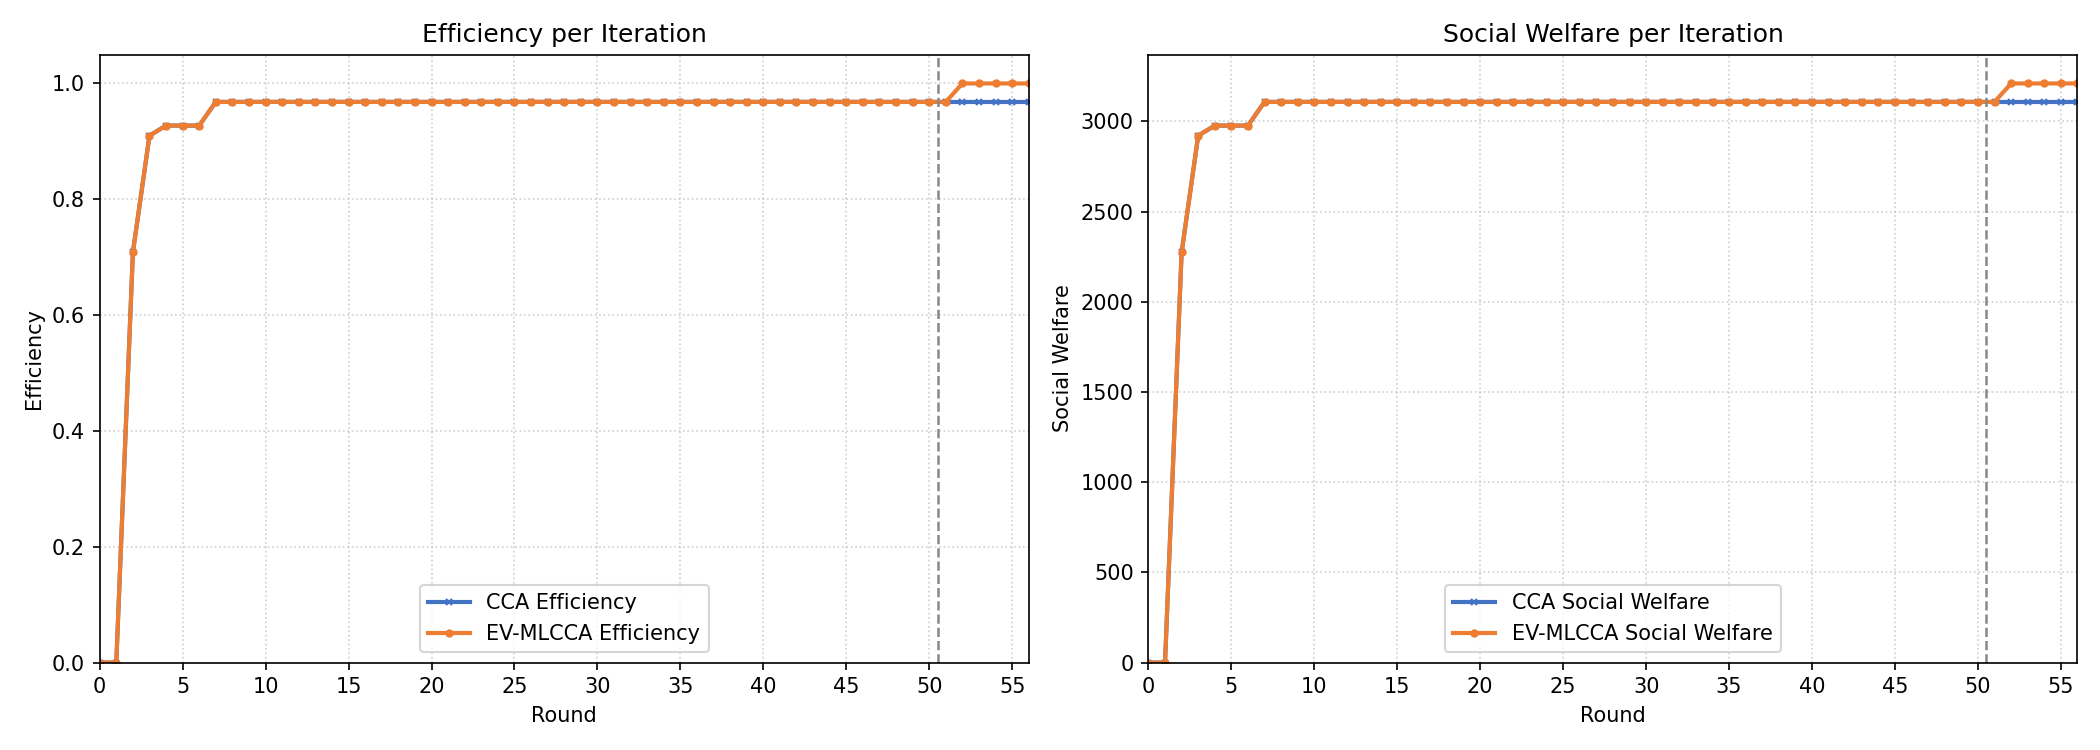 Efficiency per Iteration
Efficiency
1.0
0.8
0.6
0.4
0.2
0.0
CCA Efficiency
EV-MLCCA Efficiency
0 5 10 15 20 25 30 35 40 45 50 55
Round
Social Welfare per Iteration
Social Welfare
3000
2500
2000
1500
1000
500
0
CCA Social Welfare
EV-MLCCA Social Welfare
0 5 10 15 20 25 30 35 40 45 50 55
Round